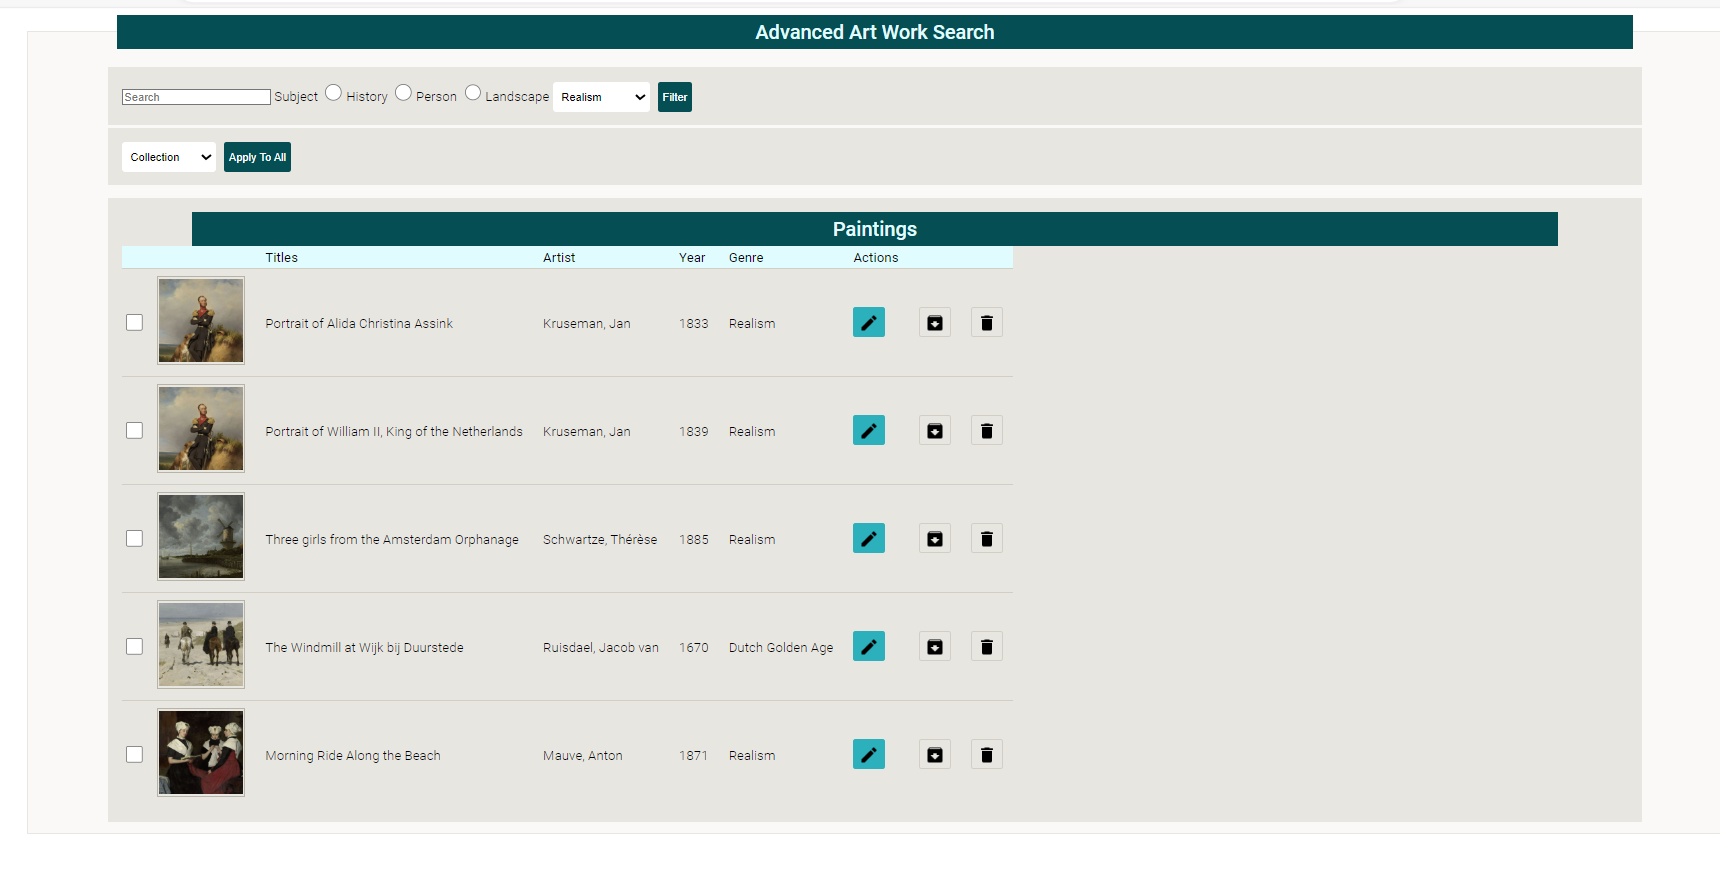 Advanced Art Work Search
Search Subject History Person Landscape Realism Filter
Collection Apply To All
Paintings
Titles Artist Year Genre Actions
Portrait of Alida Christina Assink Kruseman, Jan 1833 Realism
Portrait of William II, King of the Netherlands Kruseman, Jan 1839 Realism
Three girls from the Amsterdam Orphanage Schwartze, Thérèse 1885 Realism
The Windmill at Wijk bij Duurstede Ruisdael, Jacob van 1670 Dutch Golden Age
Morning Ride Along the Beach Mauve, Anton 1871 Realism